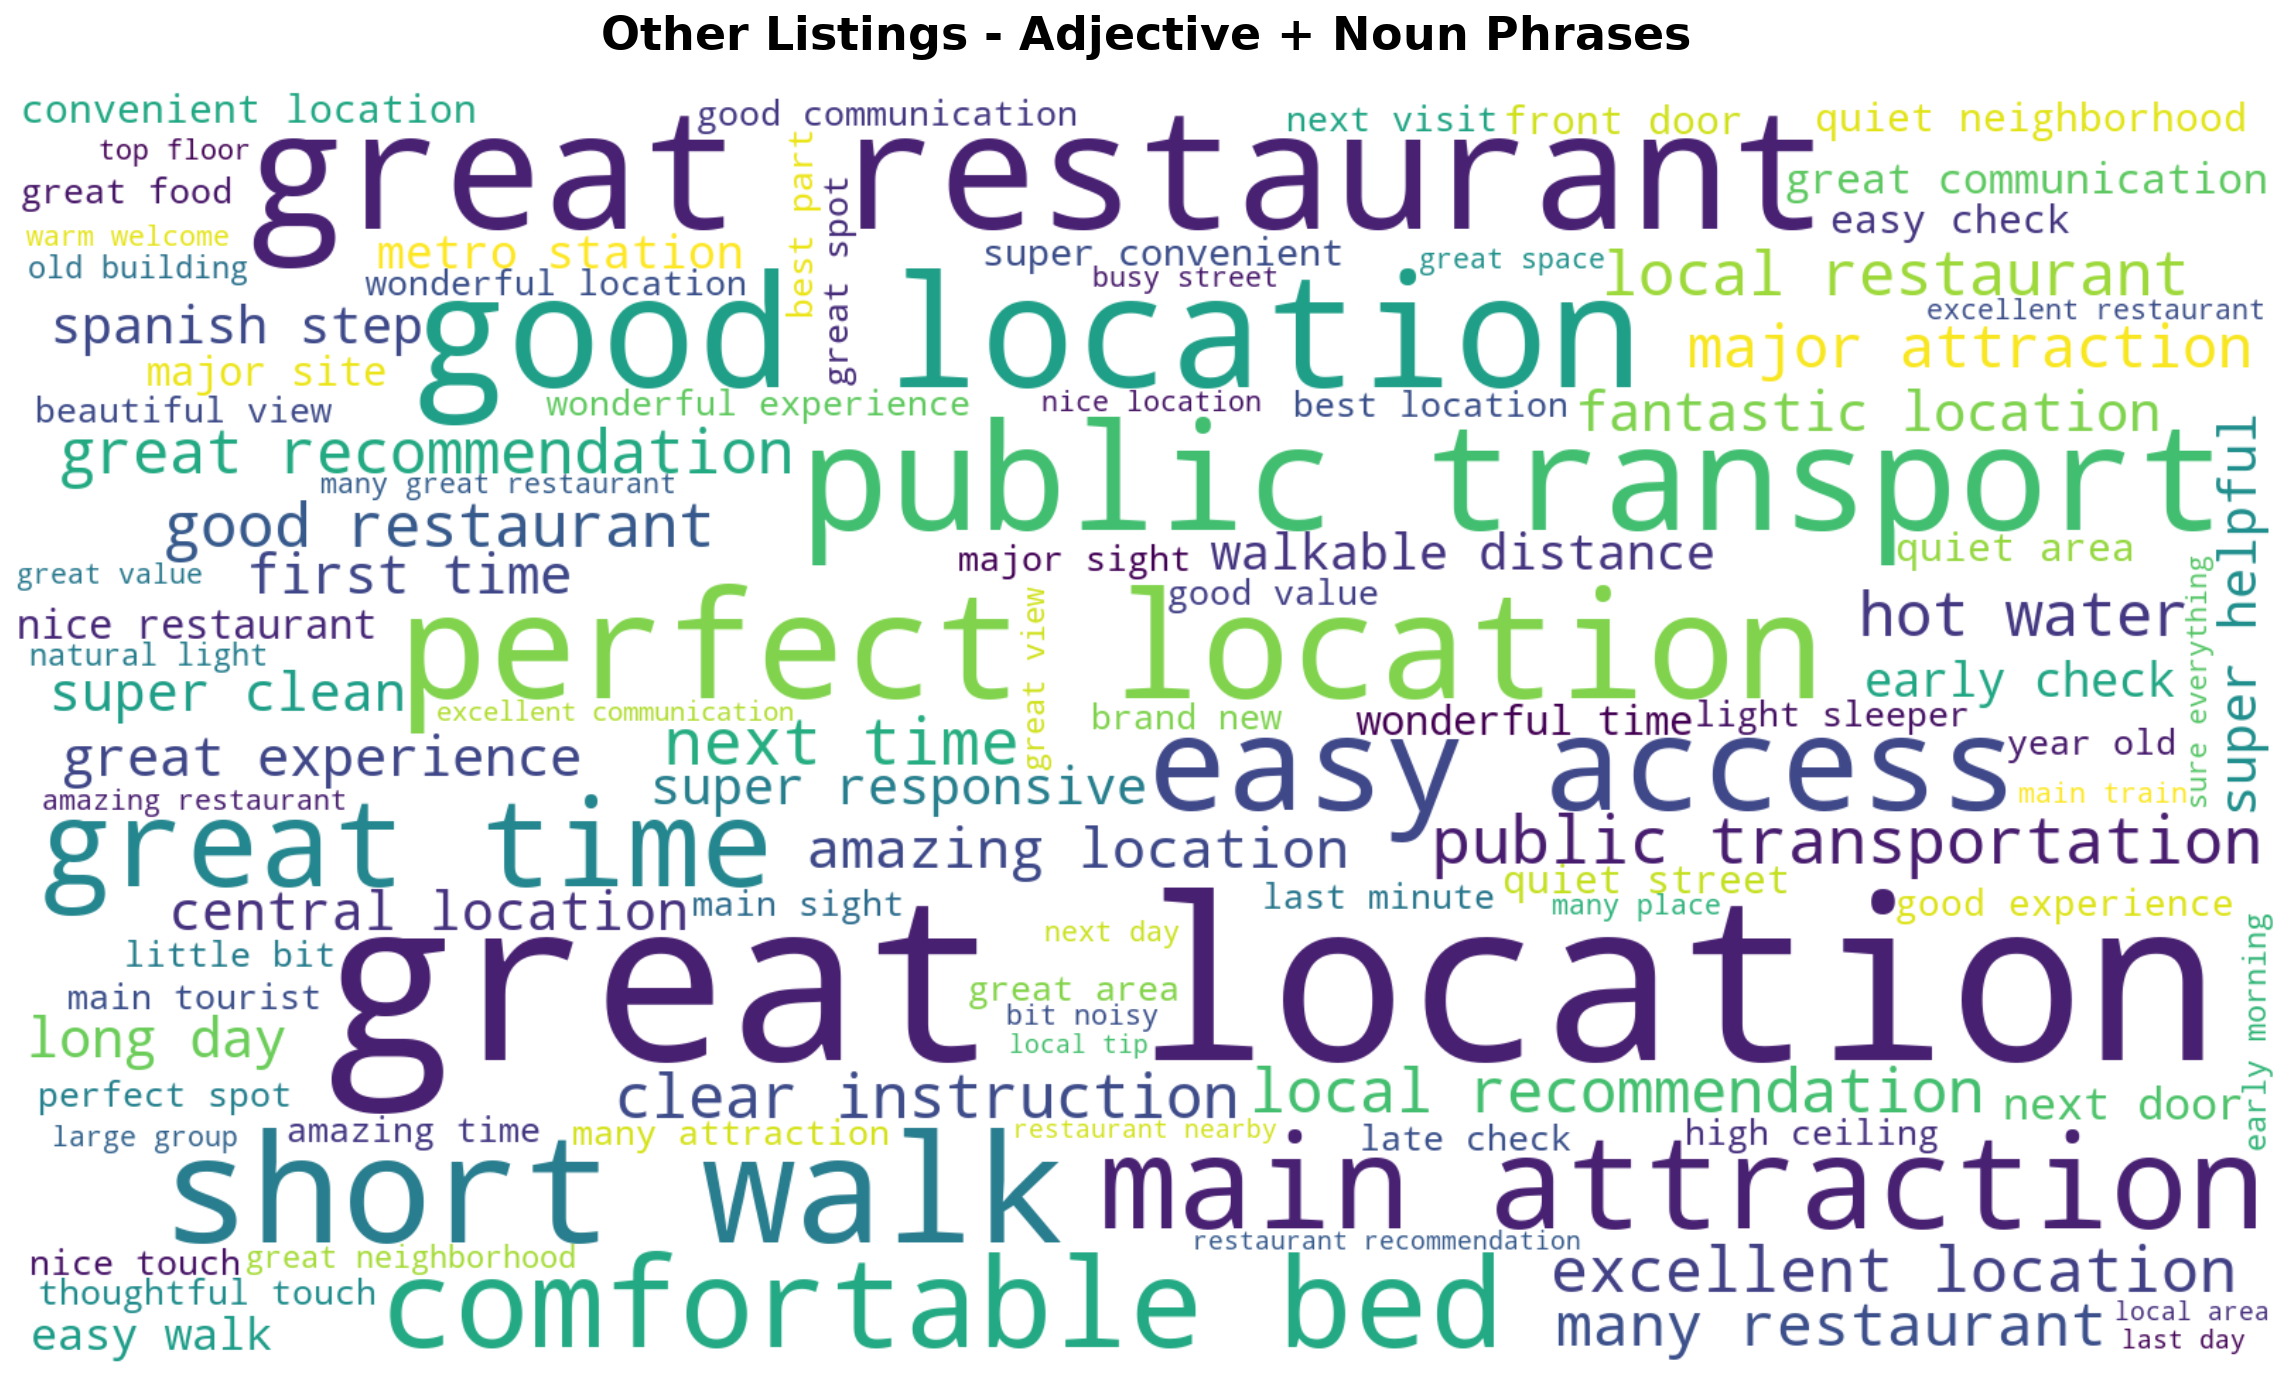 Other Listings - Adjective + Noun Phrases
convenient location
good communication
next visit
front door
quiet neighborhood
top floor
great restaurant
great food
best part
great spot
great communication
easy check
warm welcome
metro station
super convenient
great space
local restaurant
old building
wonderful location
busy street
excellent restaurant
spanish step
good location
major attraction
major site
beautiful view
wonderful experience
nice location
best location
fantastic location
great recommendation
public transport
super helpful
many great restaurant
good restaurant
major sight
walkable distance
quiet area
great value
first time
good value
hot water
sure everything
nice restaurant
perfect location
great view
natural light
super clean
early check
excellent communication
brand new
wonderful time
light sleeper
great experience
next time
easy access
year old
super responsive
main train
amazing restaurant
great time
amazing location
public transportation
central location
main sight
last minute
quiet street
many place
good experience
next day
great location
little bit
main tourist
great area
early morning
long day
bit noisy
local tip
perfect spot
clear instruction
local recommendation
next door
large group
amazing time
many attraction
restaurant nearby
late check
high ceiling
short walk
main attraction
restaurant recommendation
nice touch
great neighborhood
comfortable bed
excellent location
thoughtful touch
easy walk
many restaurant
local area
last day